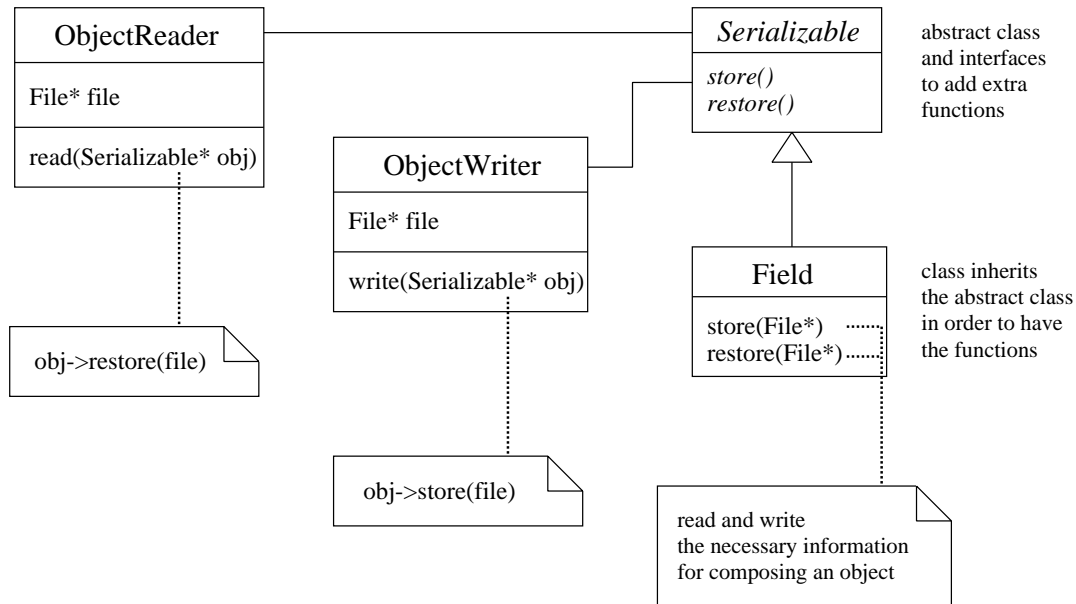 ObjectReader
File* file
read(Serializable* obj)
obj->restore(file)
ObjectWriter
File* file
write(Serializable* obj)
obj->store(file)
Serializable
store()
restore()
abstract class
and interfaces
to add extra
functions
Field
store(File*)
restore(File*)
class inherits
the abstract class
in order to have
the functions
read and write
the necessary information
for composing an object